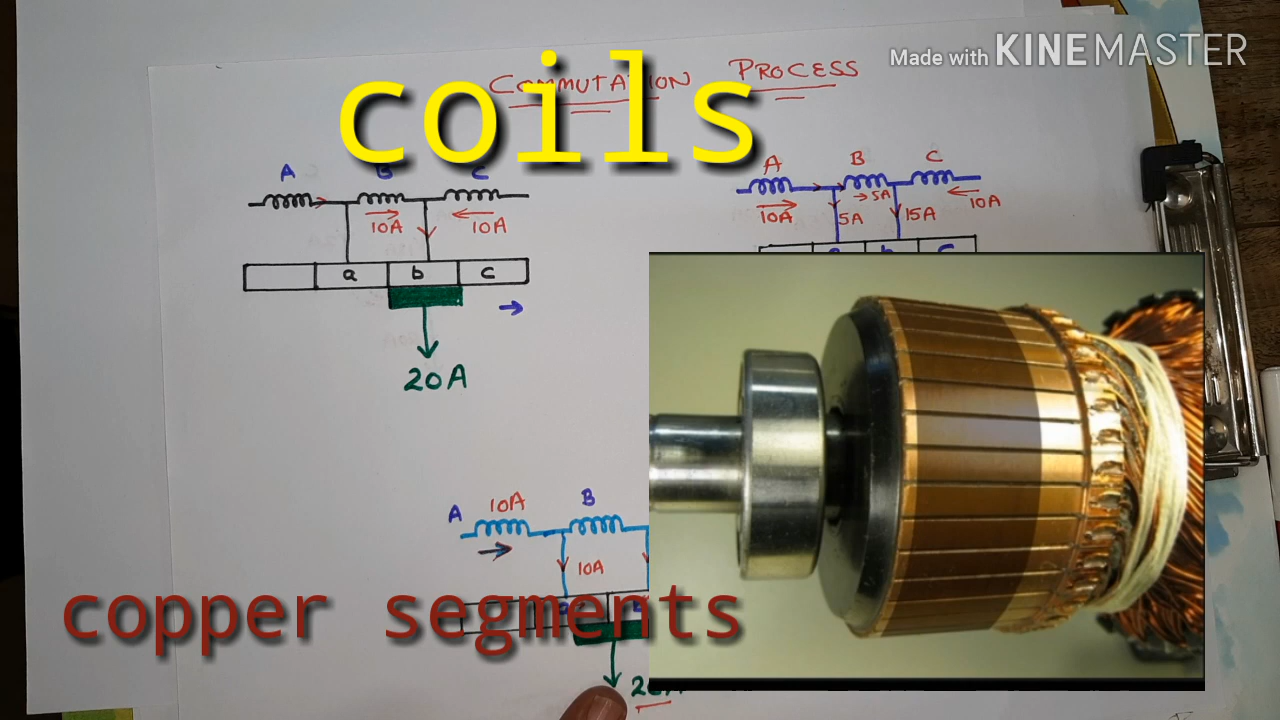 Made with KINEMASTER
COMMUTATION PROCESS
coils
A B C
10A 10A
a b c
20A
A B C
10A → 5A 10A
5A 15A
A 10A B
10A
copper segments